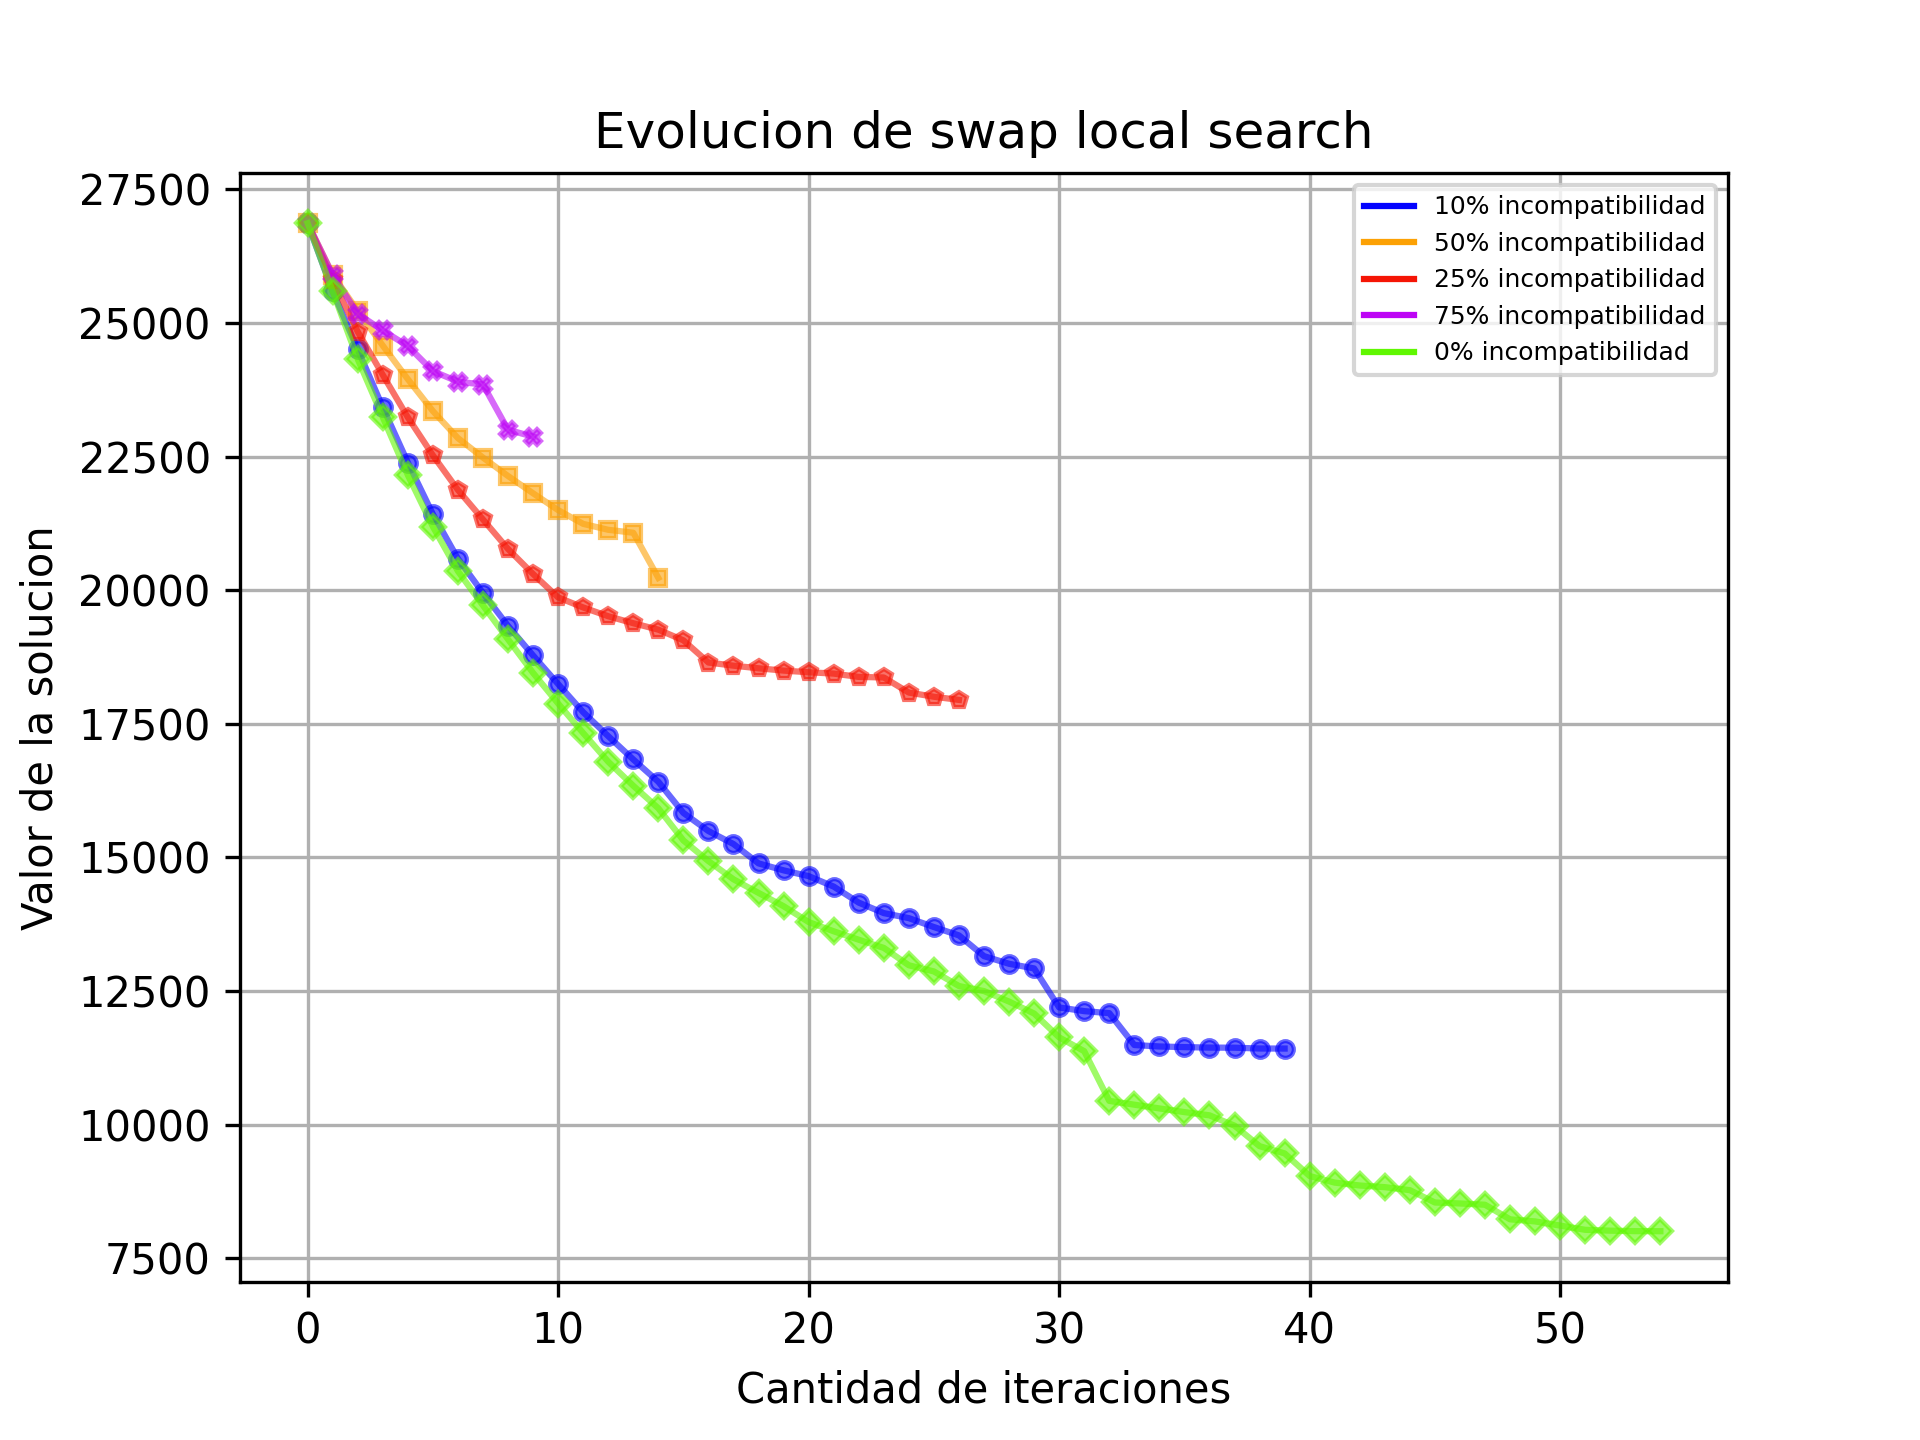 Evolucion de swap local search
27500
25000
22500
20000
17500
15000
12500
10000
7500
Valor de la solucion
10% incompatibilidad
50% incompatibilidad
25% incompatibilidad
75% incompatibilidad
0% incompatibilidad
0 10 20 30 40 50
Cantidad de iteraciones